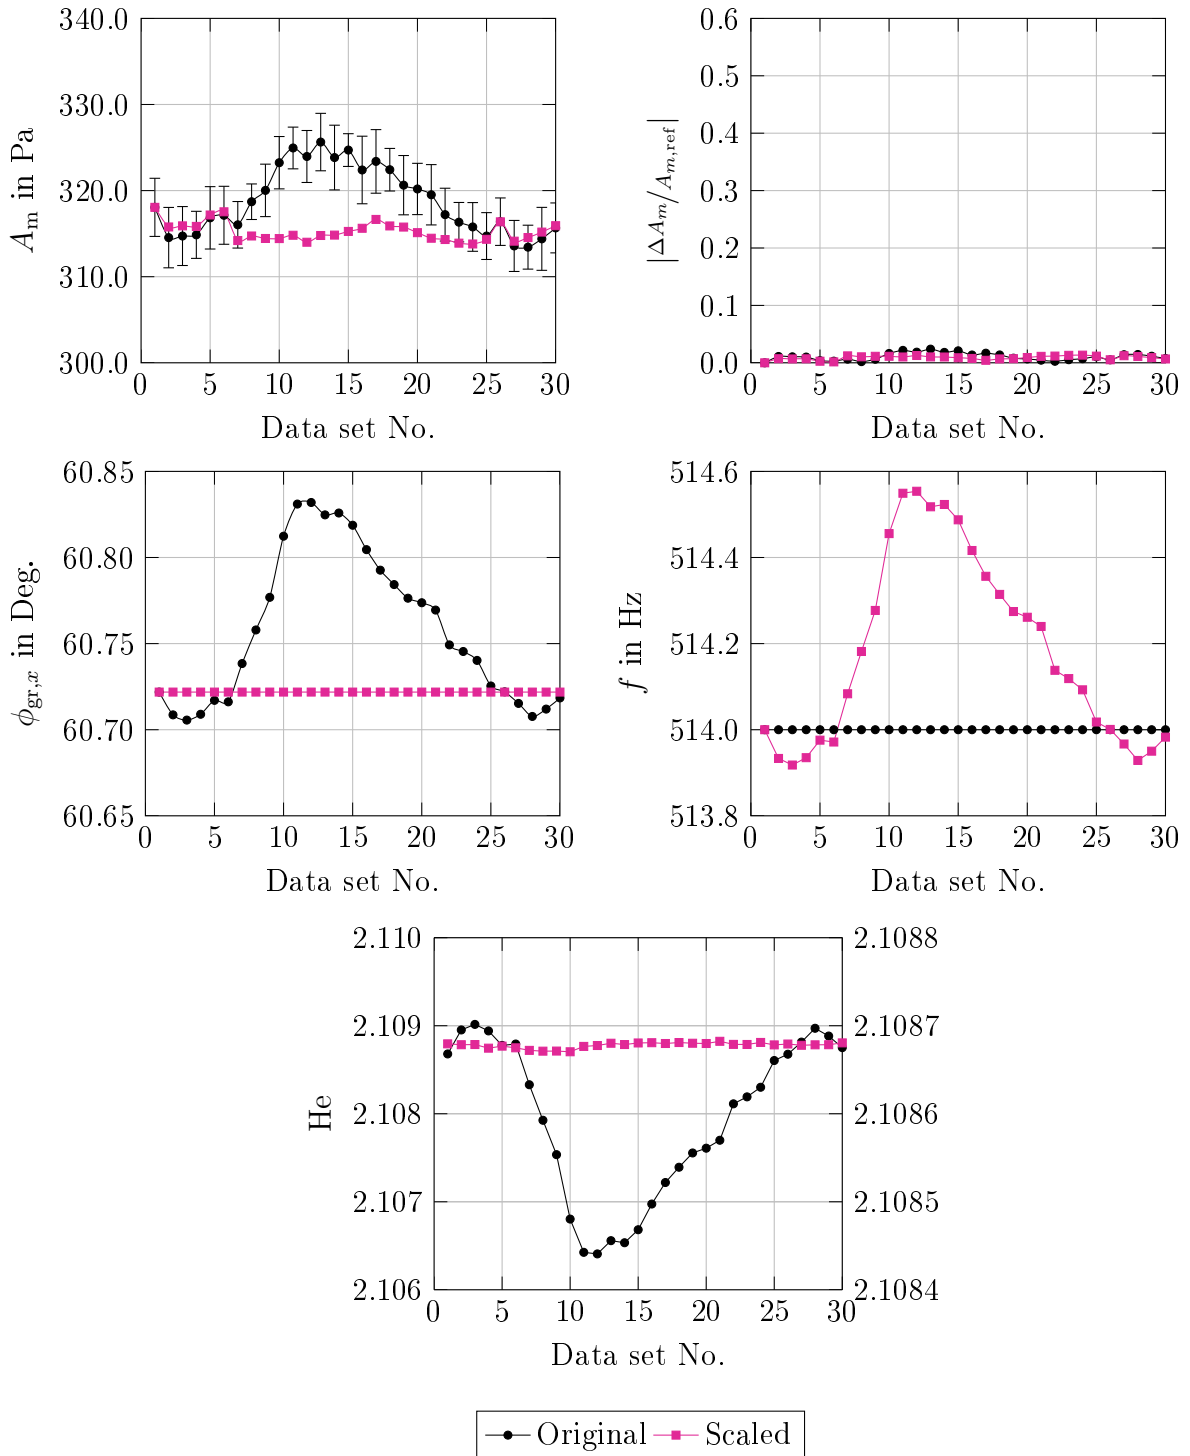 340.0
330.0
320.0
310.0
300.0
A_m in Pa
0 5 10 15 20 25 30
Data set No.
0.6
0.5
0.4
0.3
0.2
0.1
0.0
|ΔA_m/A_{m,ref}|
0 5 10 15 20 25 30
Data set No.
60.85
60.80
60.75
60.70
60.65
ϕ_{gr,x} in Deg.
0 5 10 15 20 25 30
Data set No.
514.6
514.4
514.2
514.0
513.8
f in Hz
0 5 10 15 20 25 30
Data set No.
2.110
2.109
2.108
2.107
2.106
He
2.1088
2.1087
2.1086
2.1085
2.1084
0 5 10 15 20 25 30
Data set No.
Original Scaled